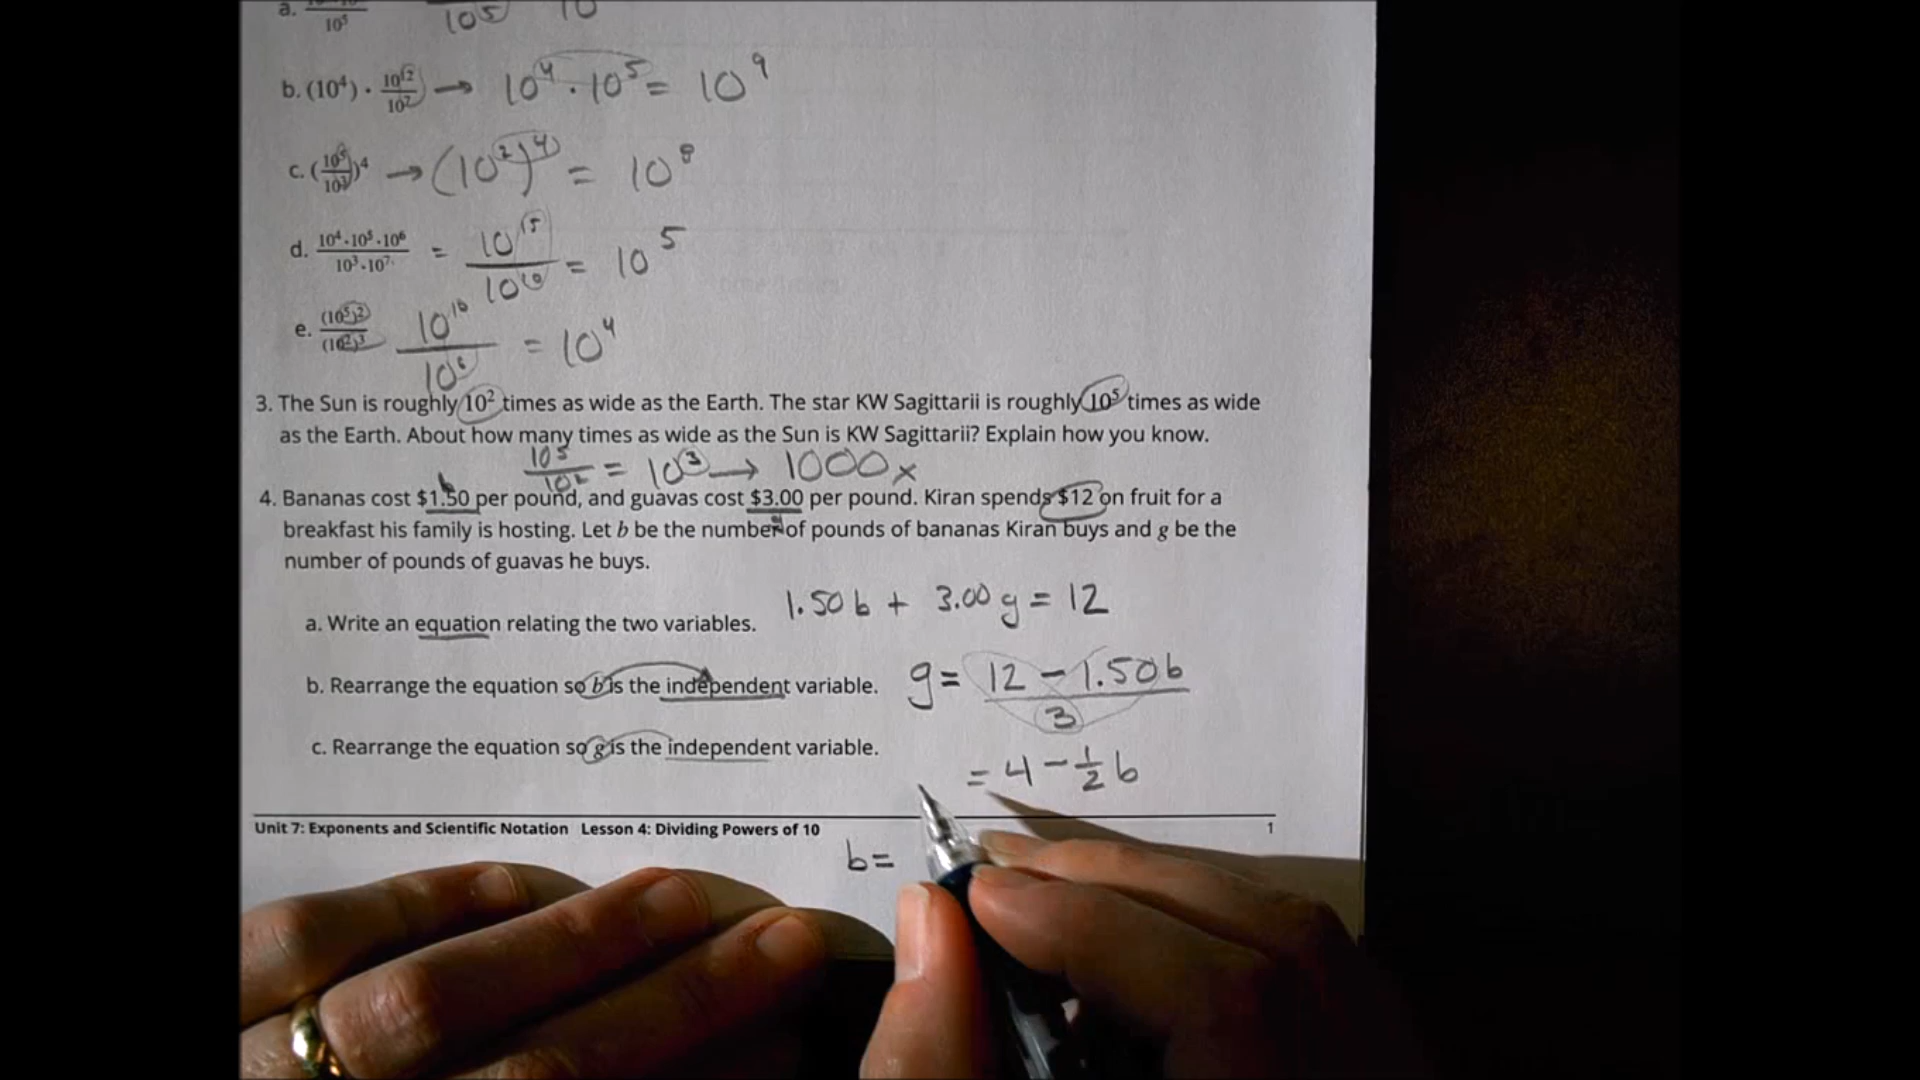 a. 10⁵ 10⁵ 10
b. (10⁴) · 10¹²/10⁷ → 10⁴ · 10⁵ = 10⁹
c. (10⁵/10³)⁴ → (10²)⁴ = 10⁸
d. 10⁴·10⁵·10⁶/10³·10⁷ = 10¹⁵/10¹⁰ = 10⁵
e. (10⁵)²/(10²)³ 10¹⁰/10⁶ = 10⁴
3. The Sun is roughly 10² times as wide as the Earth. The star KW Sagittarii is roughly 10⁵ times as wide
as the Earth. About how many times as wide as the Sun is KW Sagittarii? Explain how you know.
10⁵/10² = 10³ → 1000x
b
4. Bananas cost $1.50 per pound, and guavas cost $3.00 per pound. Kiran spends $12 on fruit for a
breakfast his family is hosting. Let b be the number of pounds of bananas Kiran buys and g be the
number of pounds of guavas he buys.
1.50b + 3.00g = 12
a. Write an equation relating the two variables.
b. Rearrange the equation so b is the independent variable. g = 12 - 1.50b/3
c. Rearrange the equation so g is the independent variable.
= 4 - 1/2 b
Unit 7: Exponents and Scientific Notation Lesson 4: Dividing Powers of 10 1
b =